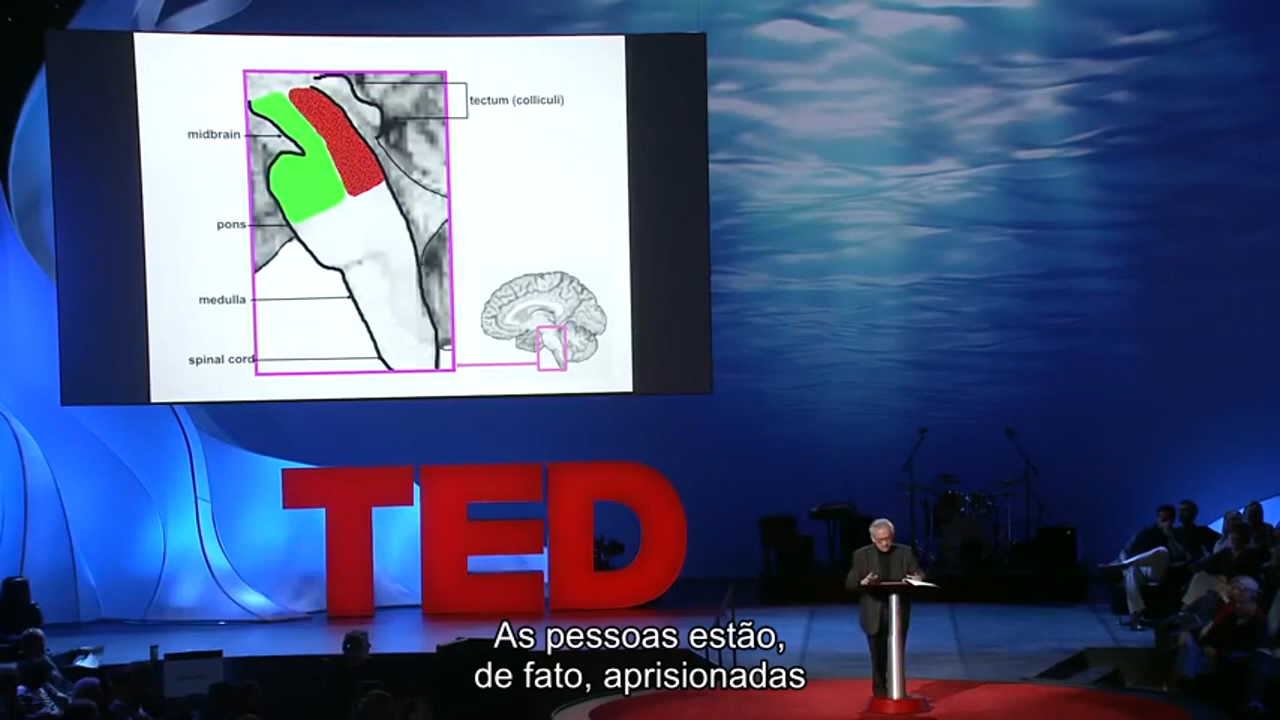 tectum (colliculi)
midbrain
pons
medulla
spinal cord
TED
As pessoas estão,
de fato, aprisionadas